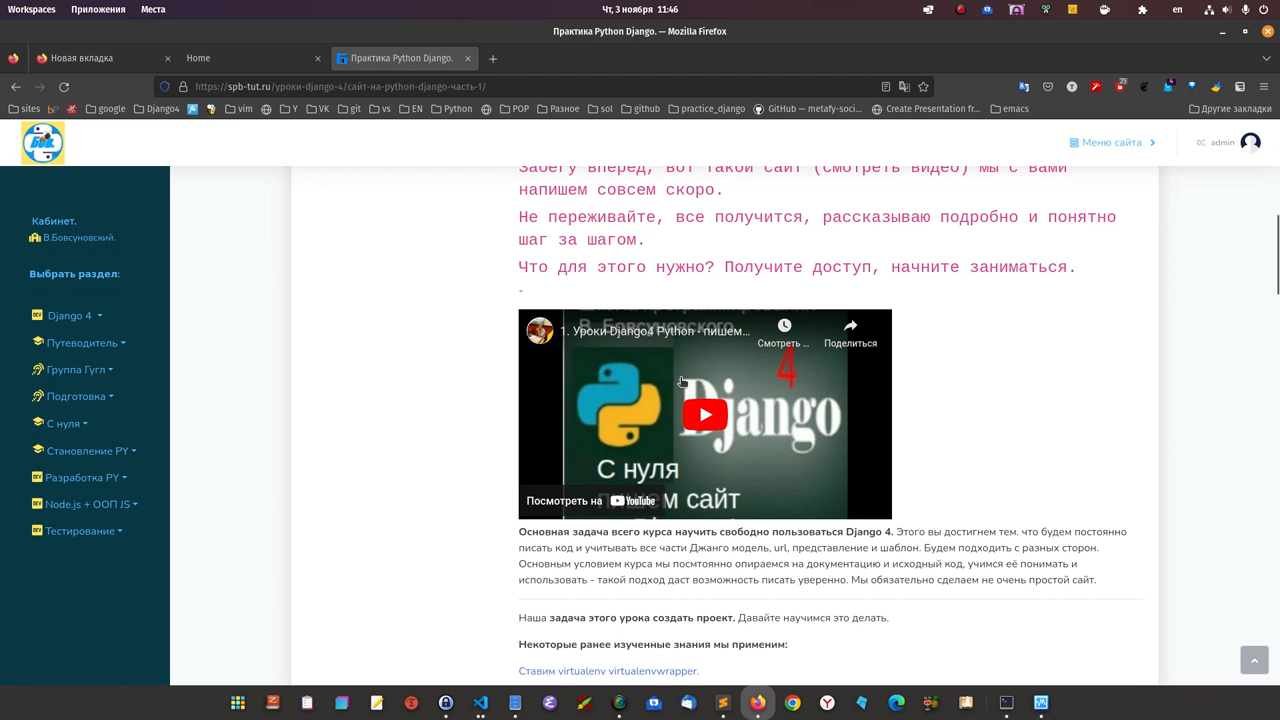 Workspaces Приложения Места Чт, 3 ноября 11:46 en
Практика Python Django. — Mozilla Firefox
Новая вкладка Home Практика Python Django.
https://spb-tut.ru/уроки-django-4/сайт-на-python-django-часть-1/
sites google Django4 vim Y VK git vs EN Python POP Разное sol github practice_django GitHub — metafy-soci... Create Presentation fr... emacs Другие закладки
БОВ.
Меню сайта admin
Забегу вперед, вот такой сайт (смотреть видео) мы с вами
напишем совсем скоро.
Не переживайте, все получится, рассказываю подробно и понятно
шаг за шагом.
Что для этого нужно? Получите доступ, начните заниматься.
-
Кабинет.
В.Бовсуновский.
Выбрать раздел:
Django 4
Путеводитель
Группа Гугл
Подготовка
С нуля
Становление PY
Разработка PY
Node.js + ООП JS
Тестирование
В. Бовсуновского
1. Уроки Django4 Python - пишем...
Смотреть ... Поделиться
4
Django
С нуля
пишем сайт
Посмотреть на YouTube
Основная задача всего курса научить свободно пользоваться Django 4. Этого вы достигнем тем. что будем постоянно
писать код и учитывать все части Джанго модель, url, представление и шаблон. Будем подходить с разных сторон.
Основным условием курса мы посмтоянно опираемся на документацию и исходный код, учимся её понимать и
использовать - такой подход даст возможность писать уверенно. Мы обязательно сделаем не очень простой сайт.
Наша задача этого урока создать проект. Давайте научимся это делать.
Некоторые ранее изученные знания мы применим:
Ставим virtualenv virtualenvwrapper.